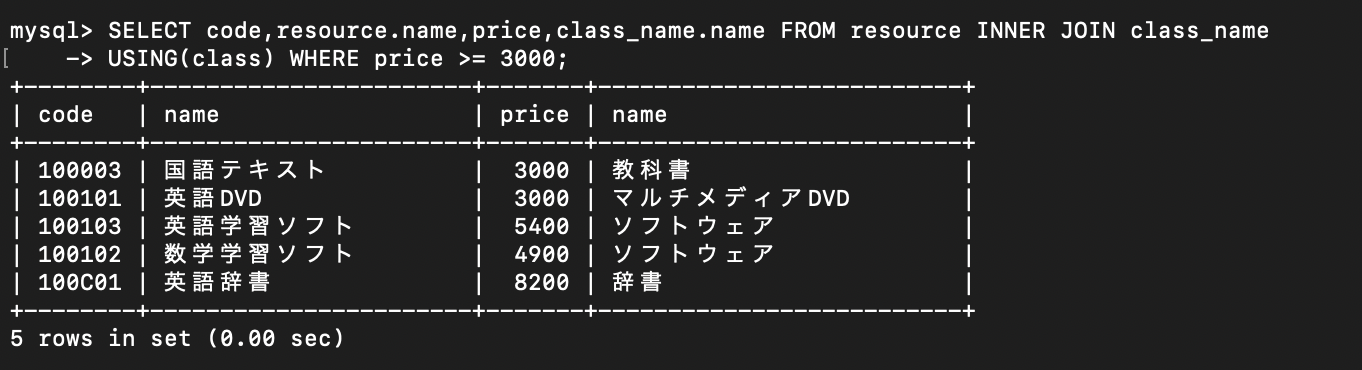 mysql> SELECT code,resource.name,price,class_name.name FROM resource INNER JOIN class_name
[    -> USING(class) WHERE price >= 3000;
+--------+-----------------------+-------+--------------------------+
| code   | name                  | price | name                     |
+--------+-----------------------+-------+--------------------------+
| 100003 | 国語テキスト | 3000 | 教科書 |
| 100101 | 英語DVD | 3000 | マルチメディアDVD |
| 100103 | 英語学習ソフト | 5400 | ソフトウェア |
| 100102 | 数学学習ソフト | 4900 | ソフトウェア |
| 100C01 | 英語辞書 | 8200 | 辞書 |
+--------+-----------------------+-------+--------------------------+
5 rows in set (0.00 sec)